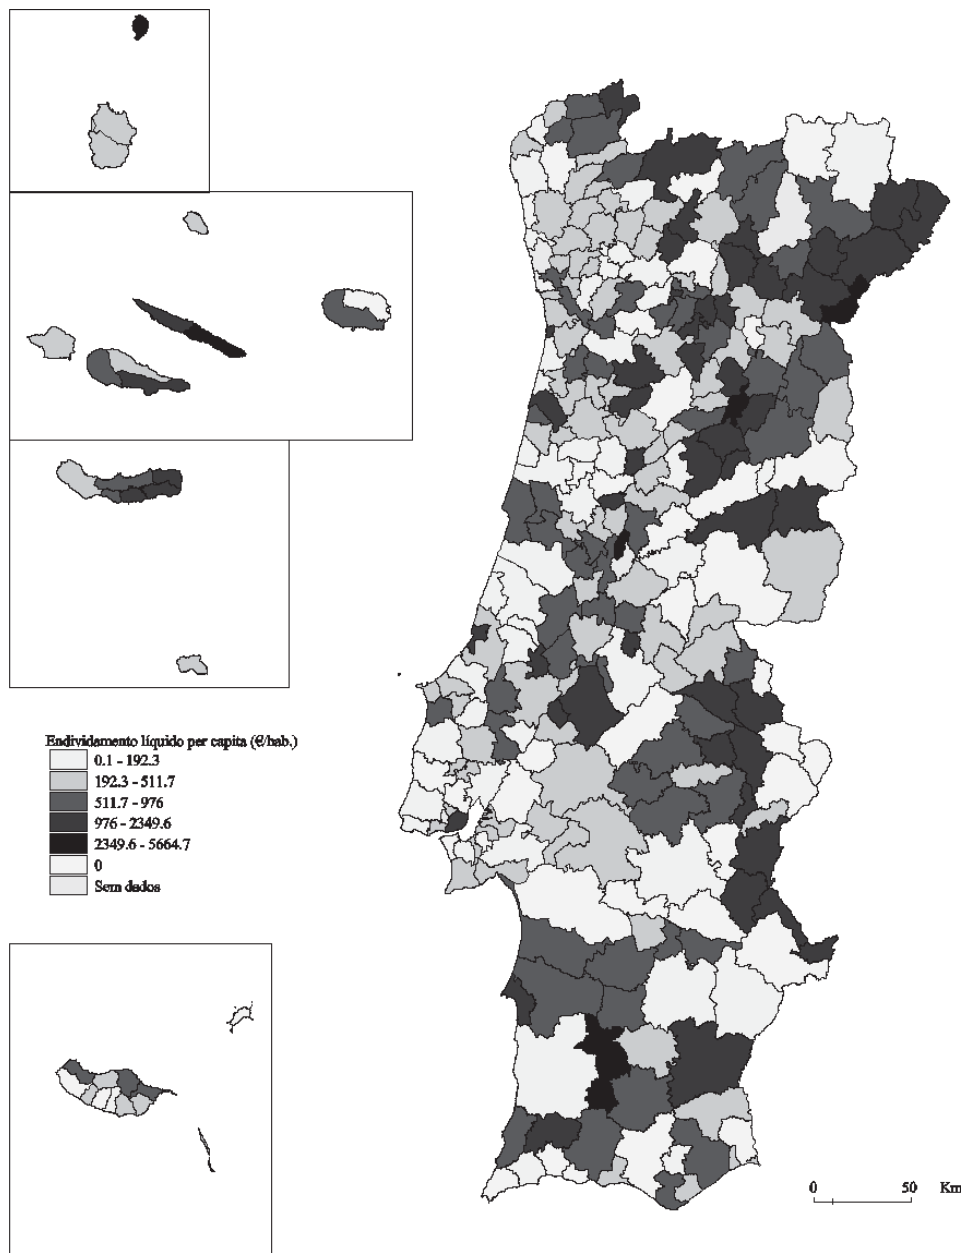 Endividamento líquido per capita (€/hab.)
0.1 - 192.3
192.3 - 511.7
511.7 - 976
976 - 2349.6
2349.6 - 5664.7
0
Sem dados
0 50 Km